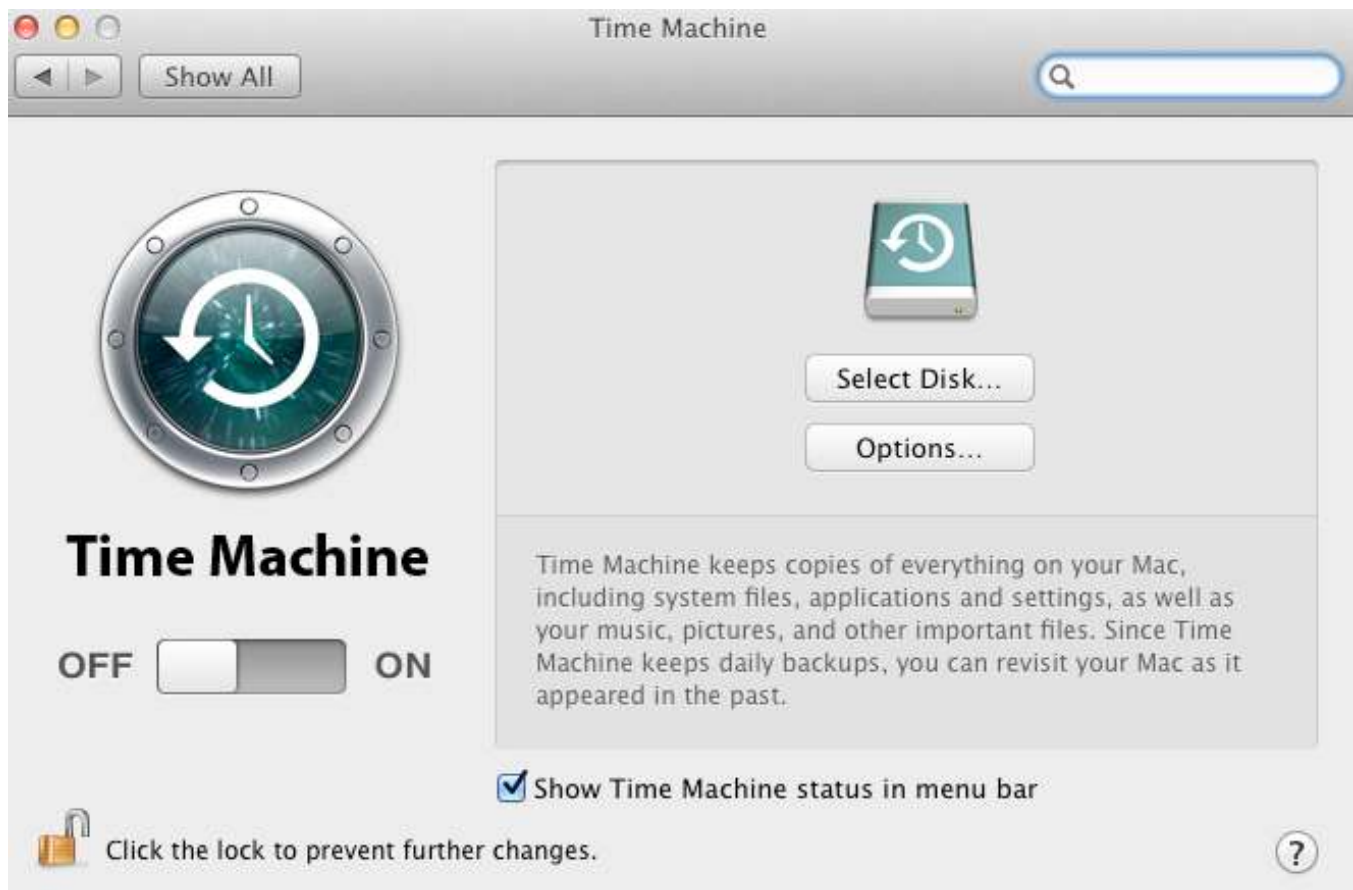 Time Machine
Show All
Select Disk...
Options...
Time Machine
Time Machine keeps copies of everything on your Mac,
including system files, applications and settings, as well as
your music, pictures, and other important files. Since Time
Machine keeps daily backups, you can revisit your Mac as it
appeared in the past.
OFF ON
Show Time Machine status in menu bar
Click the lock to prevent further changes.
?